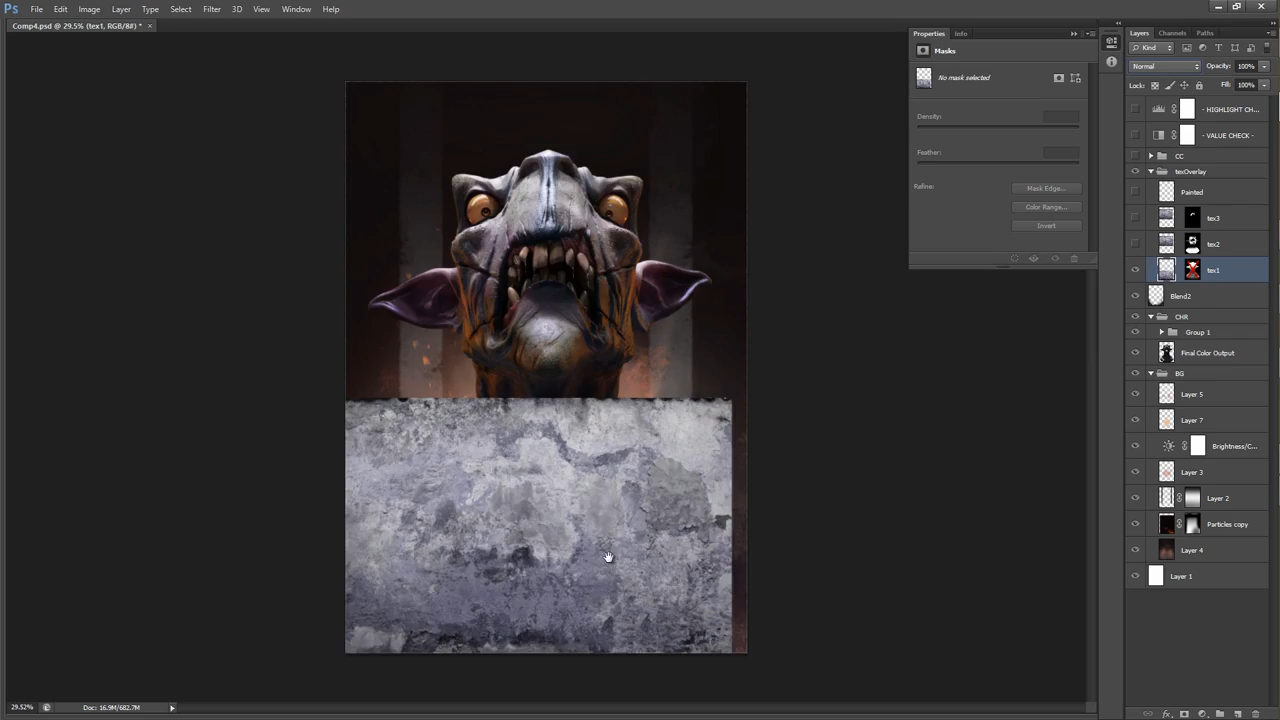 Ps File Edit Image Layer Type Select Filter 3D View Window Help
Comp4.psd @ 29.5% (tex1, RGB/8#) * ×
Properties Info
Masks
No mask selected
Density:
Feather:
Refine:
Mask Edge...
Color Range...
Invert
Layers Channels Paths
Kind
Normal Opacity: 100%
Lock: Fill: 100%
- HIGHLIGHT CH...
- VALUE CHECK -
CC
texOverlay
Painted
tex3
tex2
tex1
Blend2
CHR
Group 1
Final Color Output
BG
Layer 5
Layer 7
Brightness/C...
Layer 3
Layer 2
Particles copy
Layer 4
Layer 1
29.52% Doc: 16.9M/682.7M